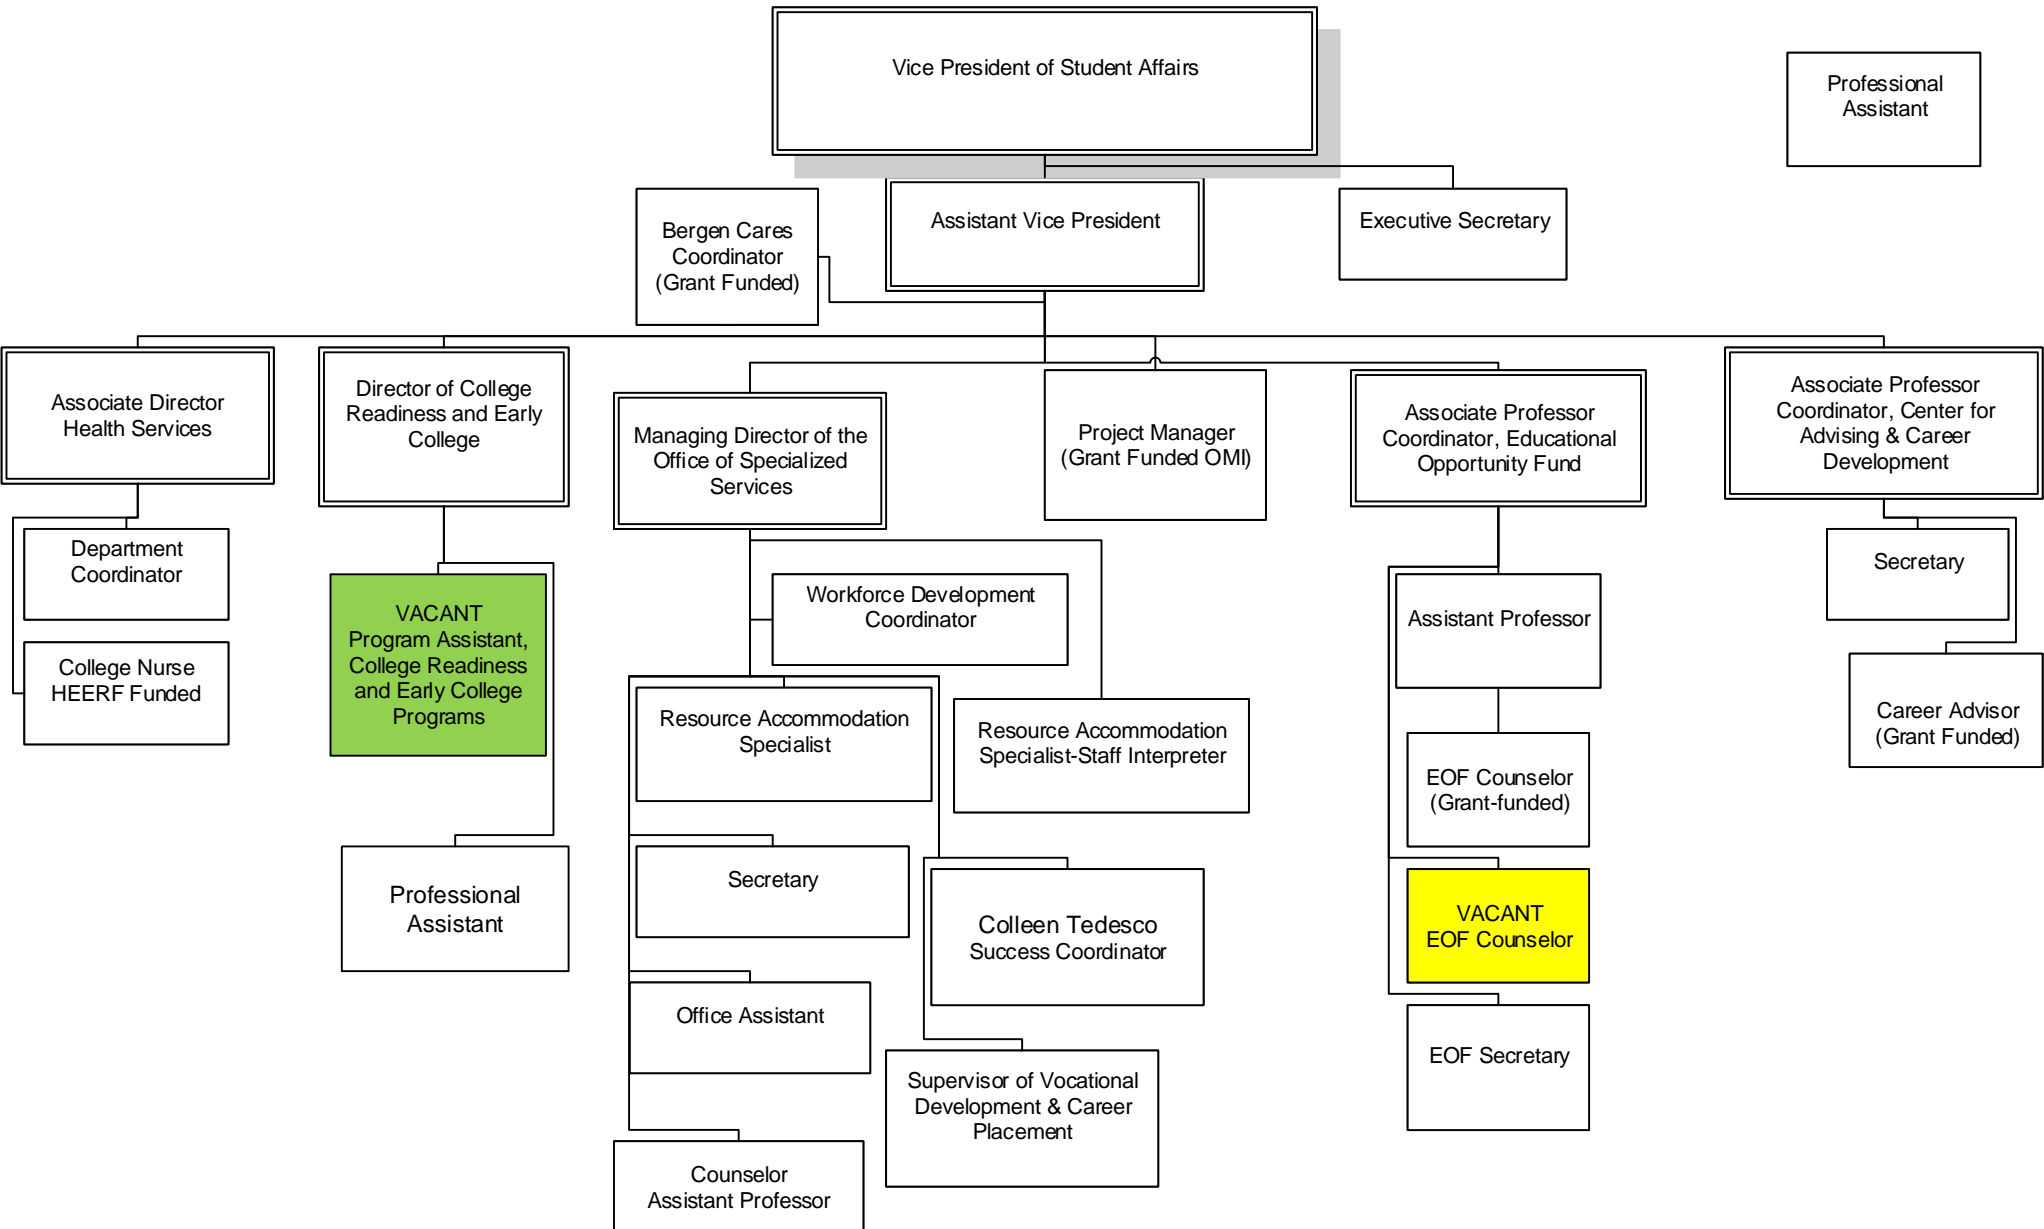 Vice President of Student Affairs
Professional
Assistant
Bergen Cares
Coordinator
(Grant Funded)
Assistant Vice President
Executive Secretary
Associate Director
Health Services
Director of College
Readiness and Early
College
Managing Director of the
Office of Specialized
Services
Project Manager
(Grant Funded OMI)
Associate Professor
Coordinator, Educational
Opportunity Fund
Associate Professor
Coordinator, Center for
Advising & Career
Development
Department
Coordinator
College Nurse
HEERF Funded
VACANT
Program Assistant,
College Readiness
and Early College
Programs
Professional
Assistant
Workforce Development
Coordinator
Resource Accommodation
Specialist
Resource Accommodation
Specialist-Staff Interpreter
Secretary
Colleen Tedesco
Success Coordinator
Office Assistant
Supervisor of Vocational
Development & Career
Placement
Counselor
Assistant Professor
Assistant Professor
EOF Counselor
(Grant-funded)
VACANT
EOF Counselor
EOF Secretary
Secretary
Career Advisor
(Grant Funded)